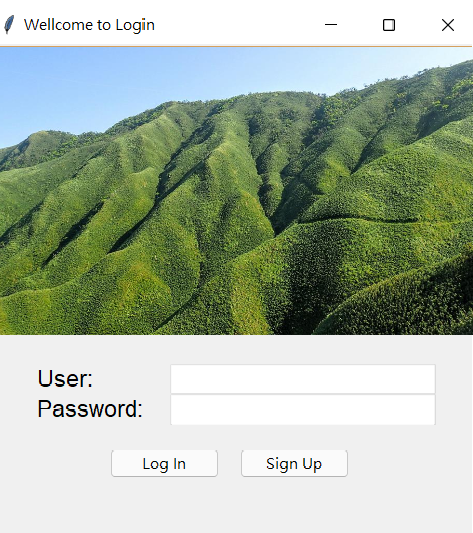 Wellcome to Login
User:
Password:
Log In Sign Up